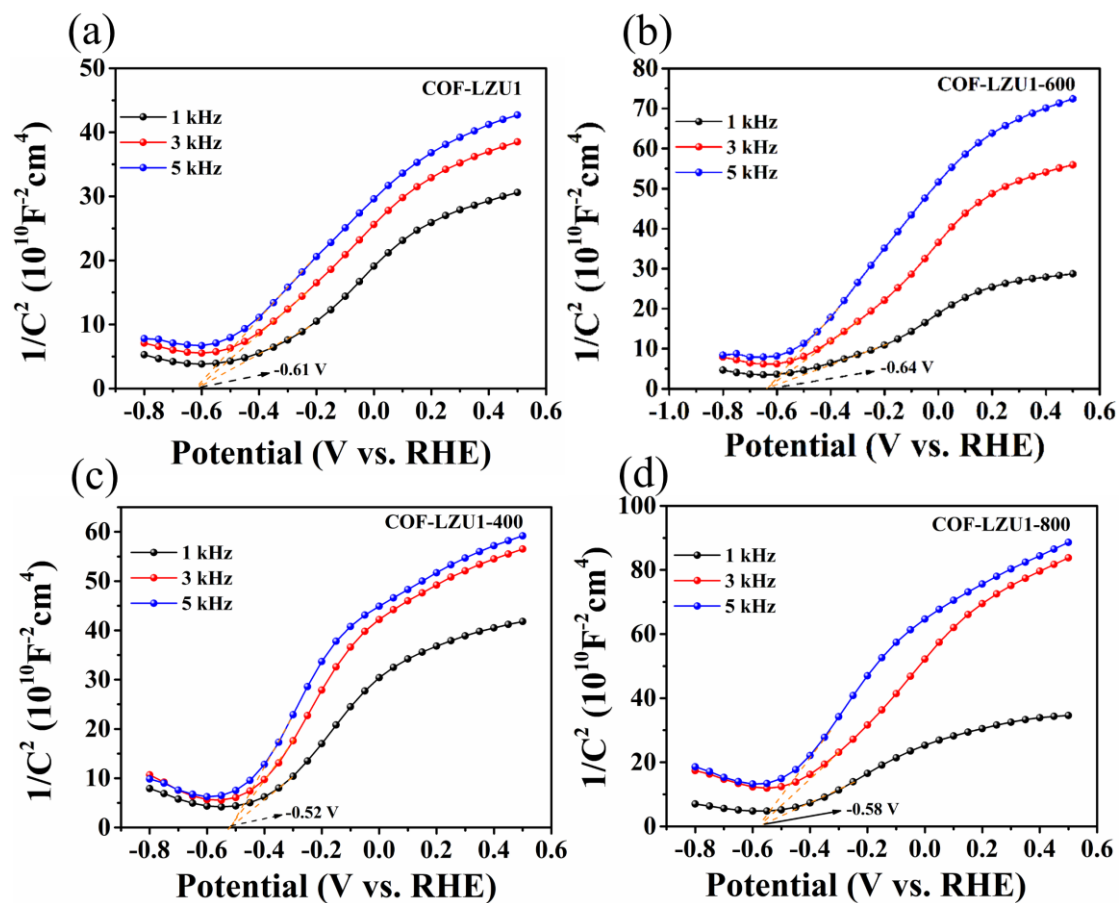 (a)
COF-LZU1
1 kHz
3 kHz
5 kHz
50
40
30
20
10
0
-0.61 V
-0.8 -0.6 -0.4 -0.2 0.0 0.2 0.4 0.6
1/C² (10¹⁰F⁻²cm⁴)
Potential (V vs. RHE)
(b)
COF-LZU1-600
1 kHz
3 kHz
5 kHz
80
70
60
50
40
30
20
10
0
-0.64 V
-1.0 -0.8 -0.6 -0.4 -0.2 0.0 0.2 0.4 0.6
1/C² (10¹⁰F⁻²cm⁴)
Potential (V vs. RHE)
(c)
COF-LZU1-400
1 kHz
3 kHz
5 kHz
60
50
40
30
20
10
0
-0.52 V
-0.8 -0.6 -0.4 -0.2 0.0 0.2 0.4 0.6
1/C² (10¹⁰F⁻²cm⁴)
Potential (V vs. RHE)
(d)
COF-LZU1-800
1 kHz
3 kHz
5 kHz
100
80
60
40
20
0
-0.58 V
-0.8 -0.6 -0.4 -0.2 0.0 0.2 0.4 0.6
1/C² (10¹⁰F⁻²cm⁴)
Potential (V vs. RHE)